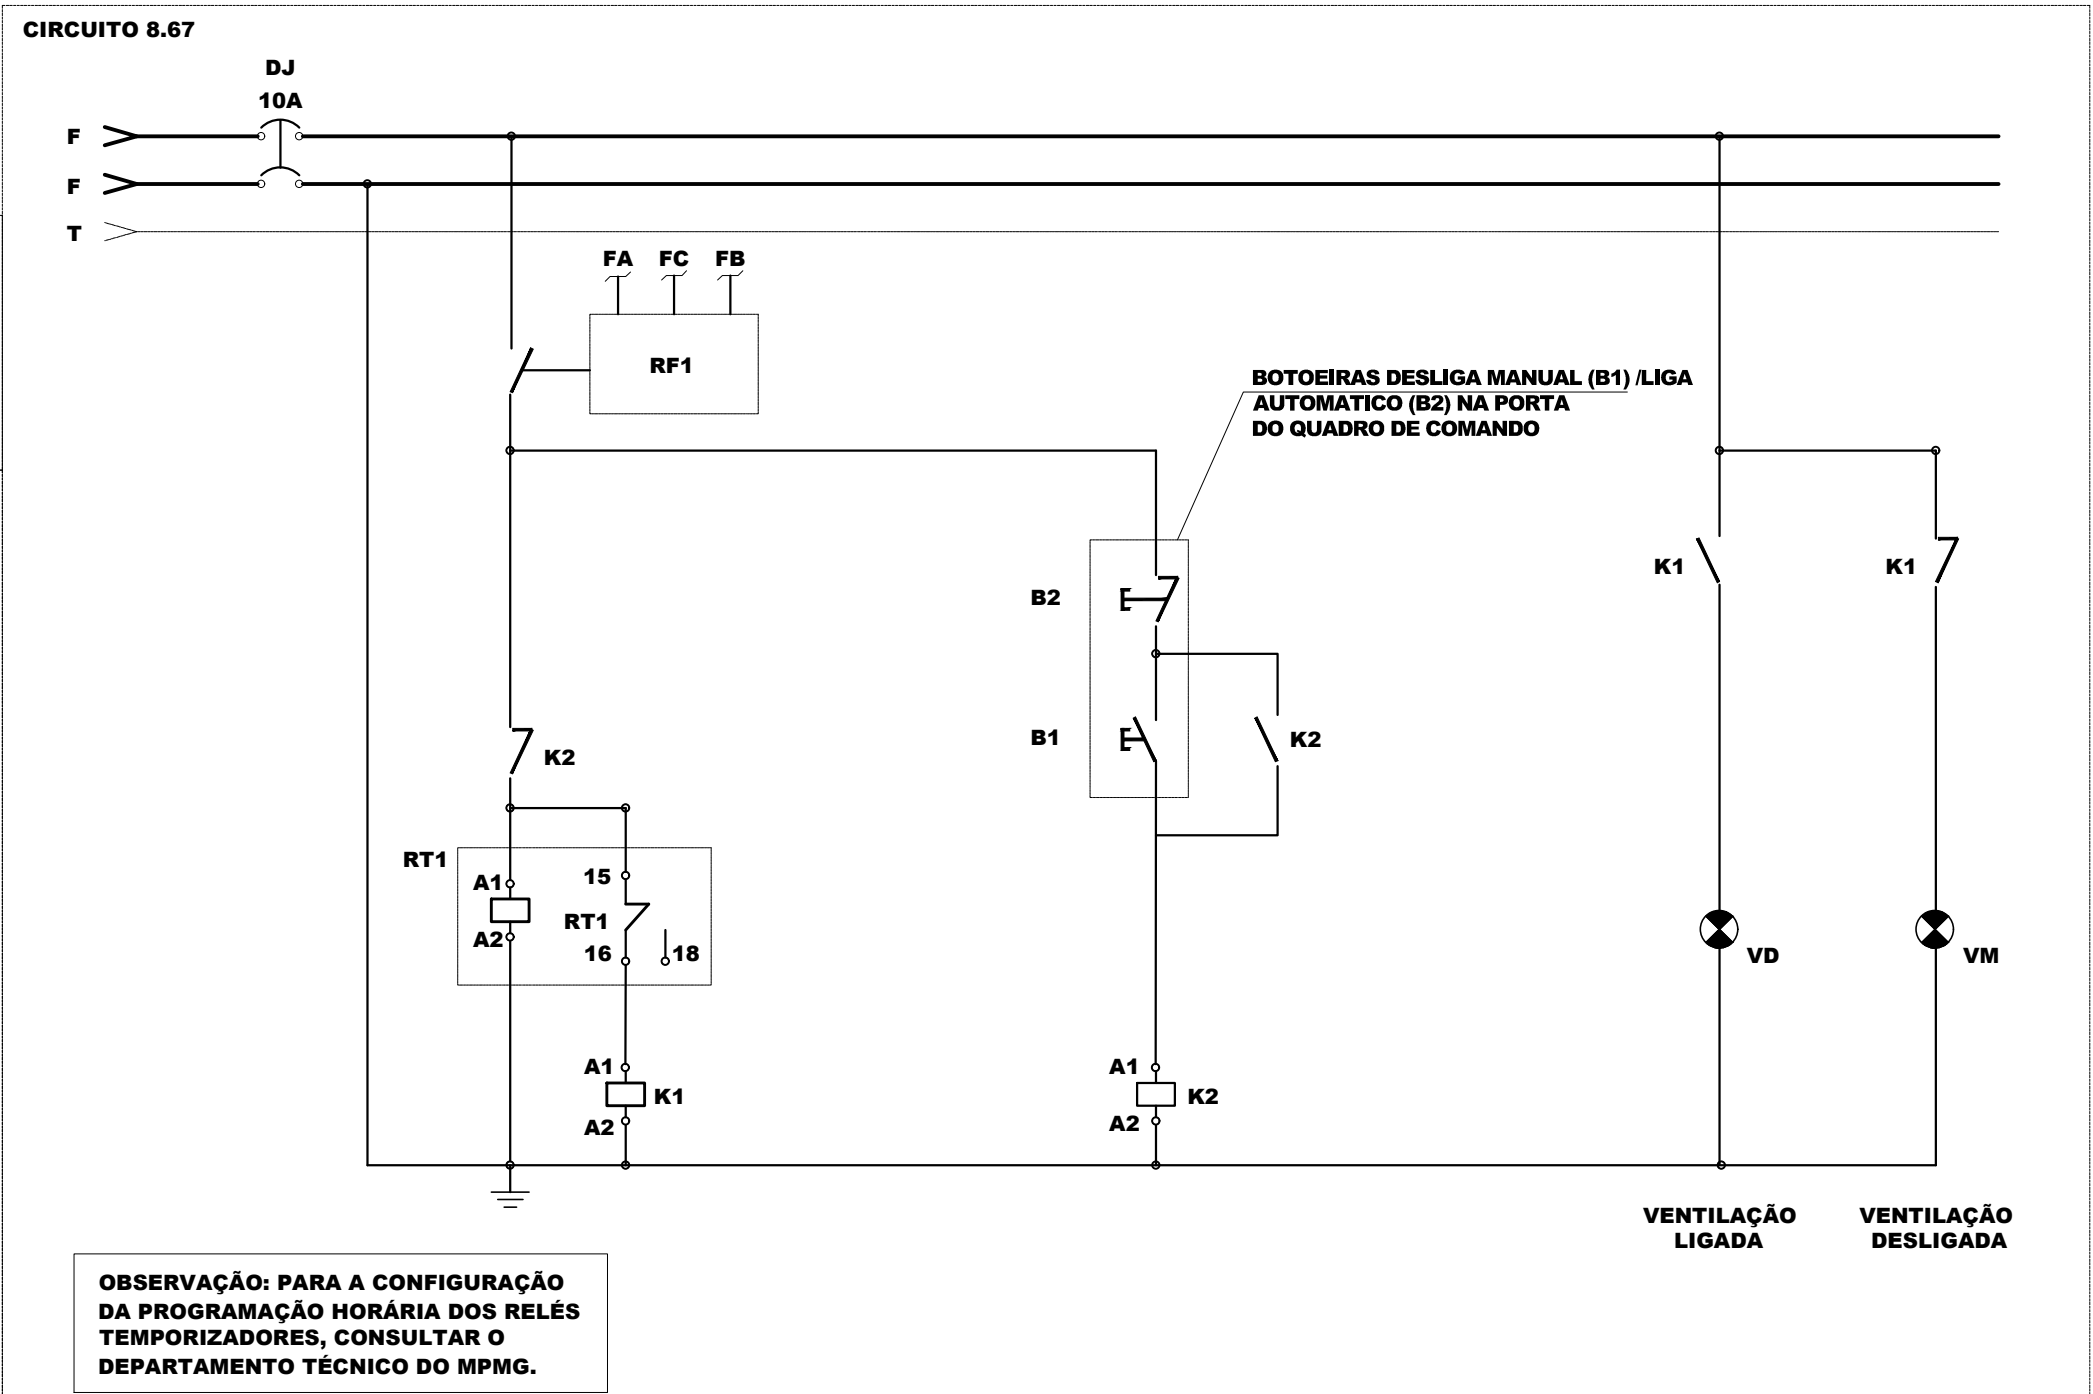 CIRCUITO 8.67
DJ
10A
F
F
T
FA FC FB
RF1
BOTOEIRAS DESLIGA MANUAL (B1) /LIGA
AUTOMATICO (B2) NA PORTA
DO QUADRO DE COMANDO
K1
K1
B2
B1
K2
K2
RT1
A1
A2
15
RT1
16
18
VD
VM
A1
K1
A2
A1
K2
A2
VENTILAÇÃO
LIGADA
VENTILAÇÃO
DESLIGADA
OBSERVAÇÃO: PARA A CONFIGURAÇÃO
DA PROGRAMAÇÃO HORÁRIA DOS RELÉS
TEMPORIZADORES, CONSULTAR O
DEPARTAMENTO TÉCNICO DO MPMG.